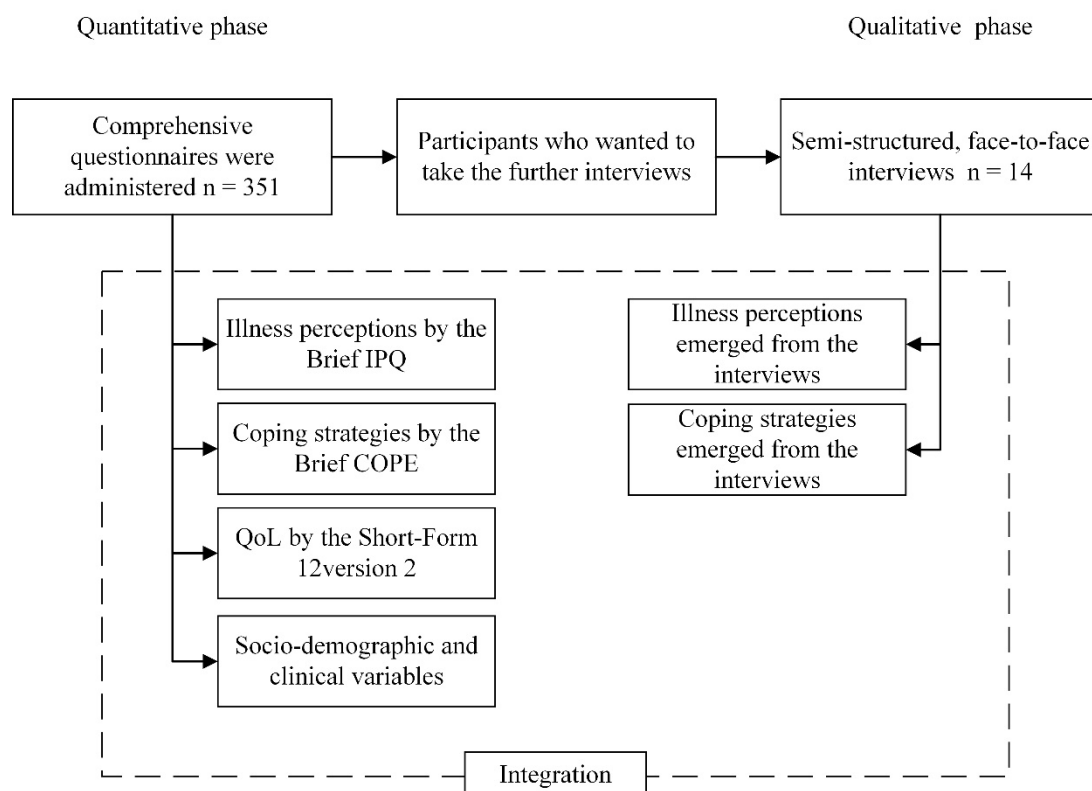 Quantitative phase
Qualitative phase
Comprehensive
questionnaires were
administered n = 351
Participants who wanted to
take the further interviews
Semi-structured, face-to-face
interviews n = 14
Illness perceptions by the
Brief IPQ
Coping strategies by the
Brief COPE
QoL by the Short-Form
12version 2
Socio-demographic and
clinical variables
Illness perceptions
emerged from the
interviews
Coping strategies
emerged from the
interviews
Integration